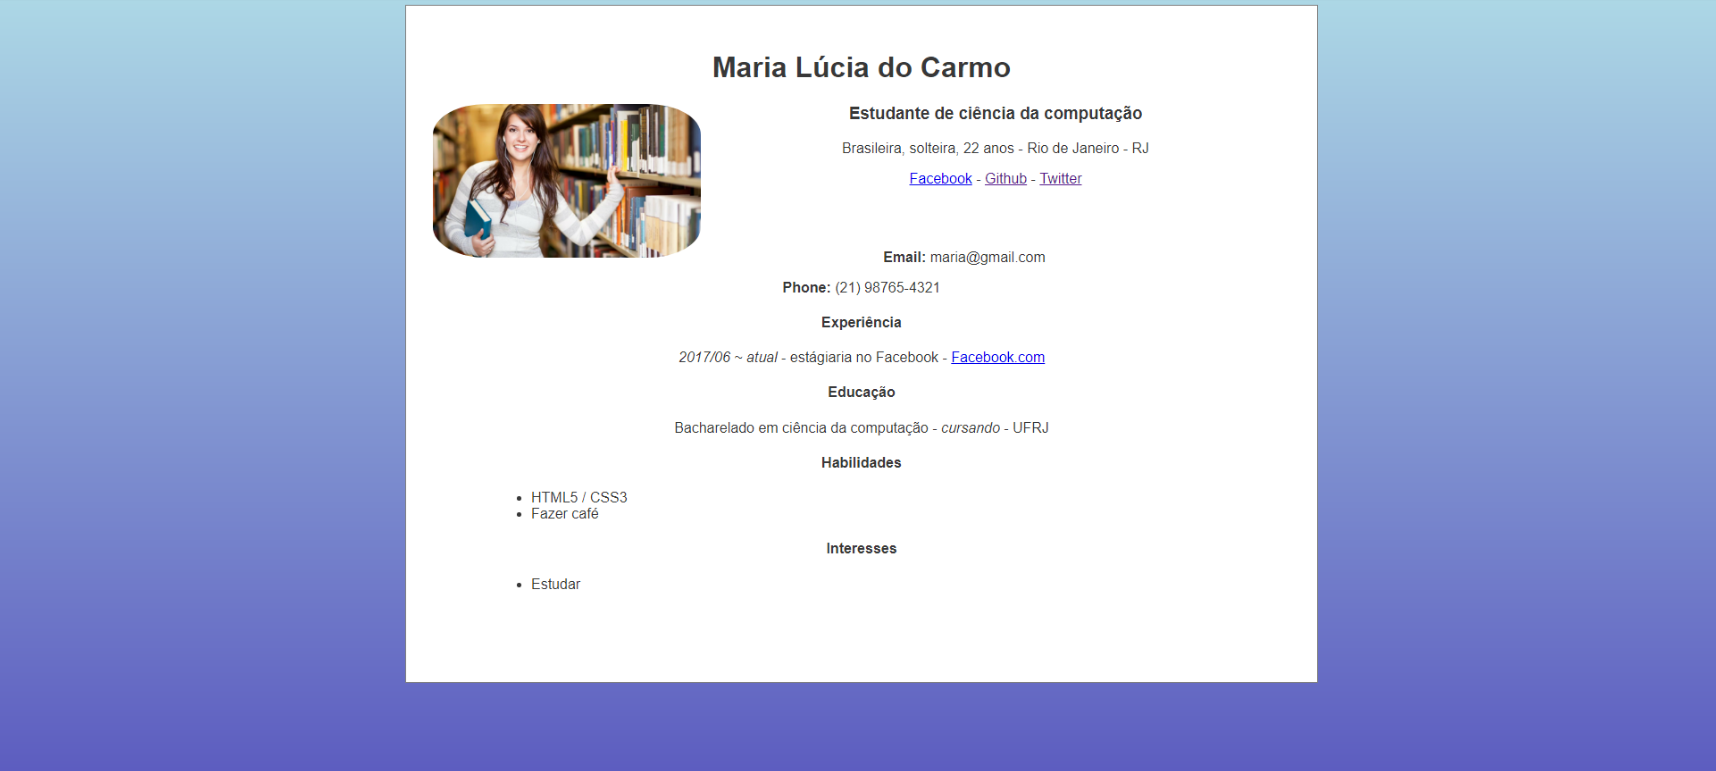 Maria Lúcia do Carmo
Estudante de ciência da computação
Brasileira, solteira, 22 anos - Rio de Janeiro - RJ
Facebook - Github - Twitter
Email: maria@gmail.com
Phone: (21) 98765-4321
Experiência
2017/06 ~ atual - estágiaria no Facebook - Facebook.com
Educação
Bacharelado em ciência da computação - cursando - UFRJ
Habilidades
• HTML5 / CSS3
• Fazer café
Interesses
• Estudar